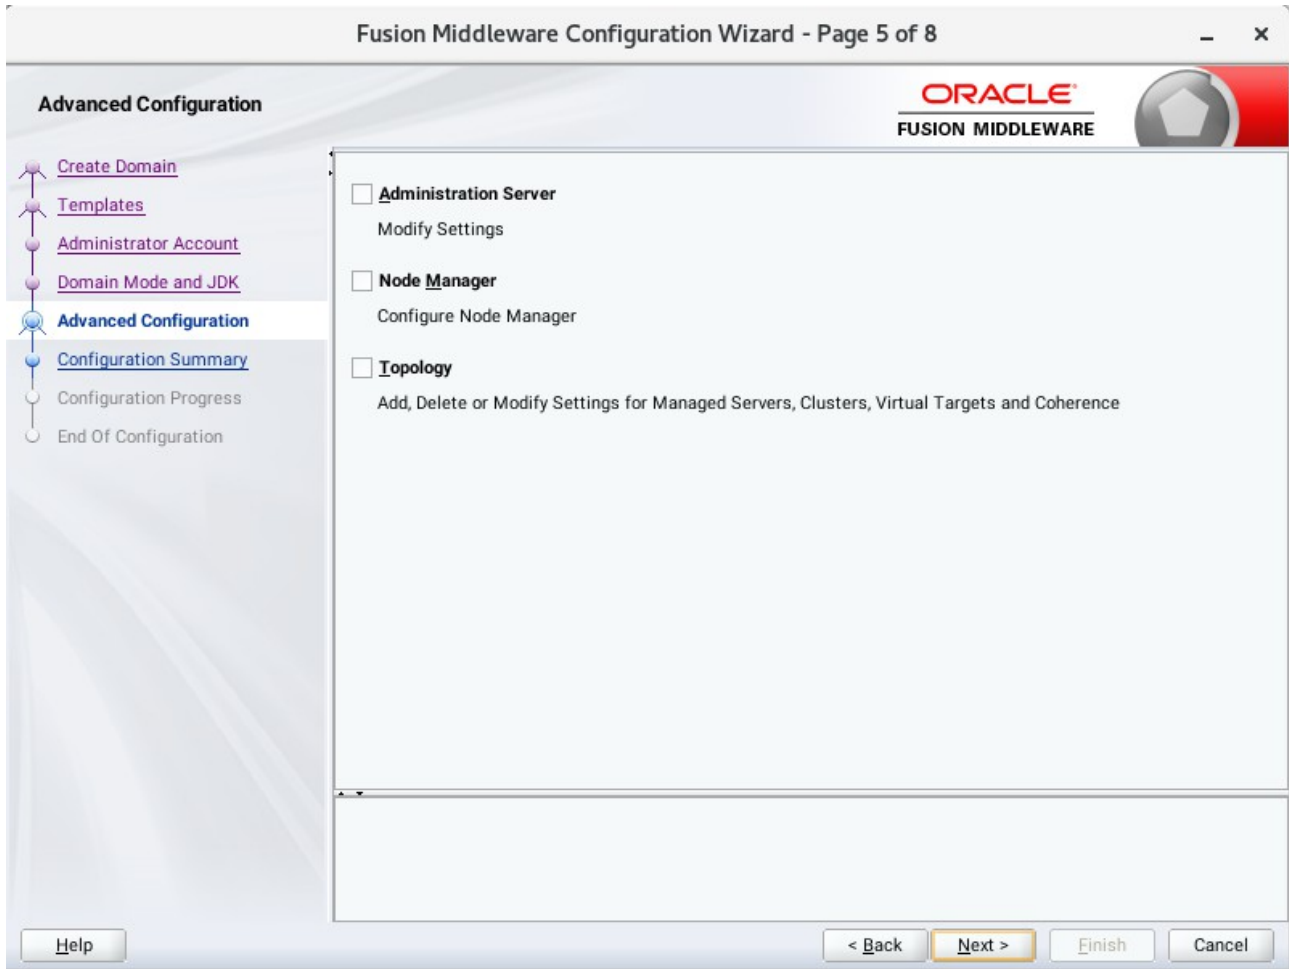 Fusion Middleware Configuration Wizard - Page 5 of 8
Advanced Configuration
ORACLE
FUSION MIDDLEWARE
Create Domain
Templates
Administrator Account
Domain Mode and JDK
Advanced Configuration
Configuration Summary
Configuration Progress
End Of Configuration
Administration Server
Modify Settings
Node Manager
Configure Node Manager
Topology
Add, Delete or Modify Settings for Managed Servers, Clusters, Virtual Targets and Coherence
Help
< Back
Next >
Finish
Cancel